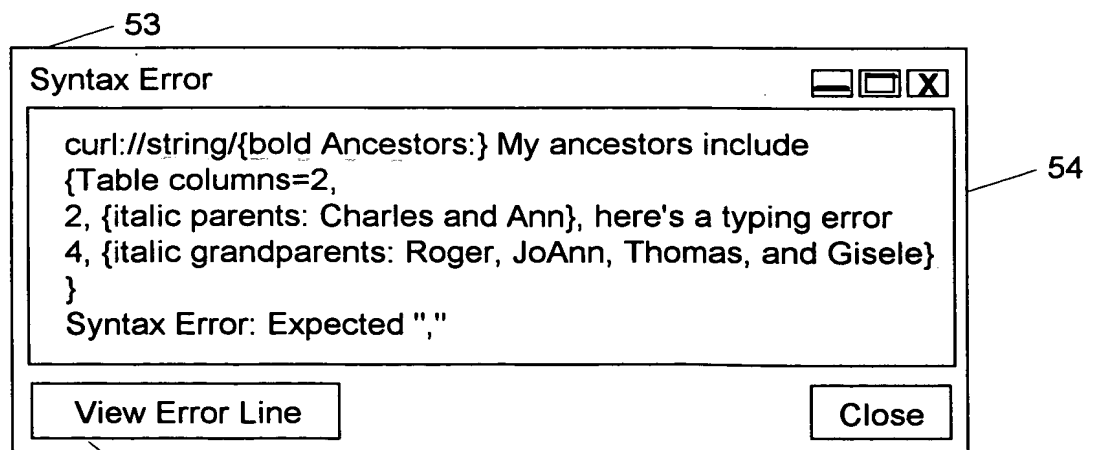 53
Syntax Error X
curl://string/{bold Ancestors:} My ancestors include
{Table columns=2,
54
2, {italic parents: Charles and Ann}, here's a typing error
4, {italic grandparents: Roger, JoAnn, Thomas, and Gisele}
}
Syntax Error: Expected ","
View Error Line Close